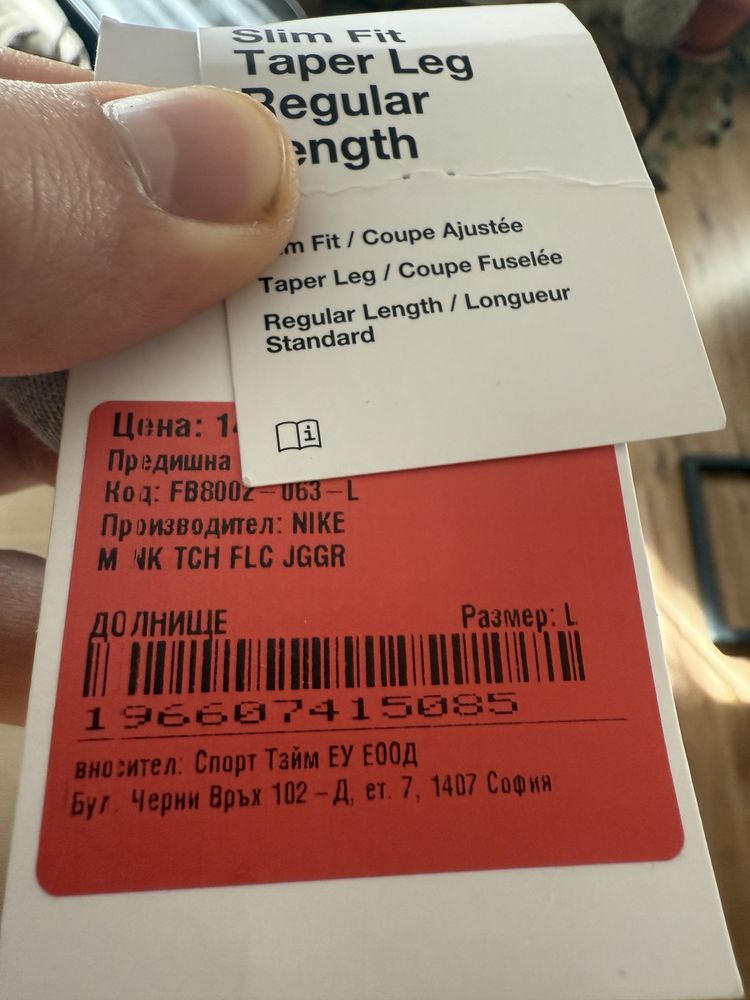 Slim Fit
Taper Leg
Regular
Fit / Coupe Ajustée
Taper Leg / Coupe Fuselée
Regular Length / Longueur
Standard
i
Цена:
Предишна
Код: FB8002-063-L
Производител: NIKE
M NK TCH FLC JGGR
ДОЛНИЩЕ
Размер: L
196607415085
вносител: Спорт Тайм ЕУ ЕООД
Бул. Черни Връх 102 - Д, ет. 7, 1407 София